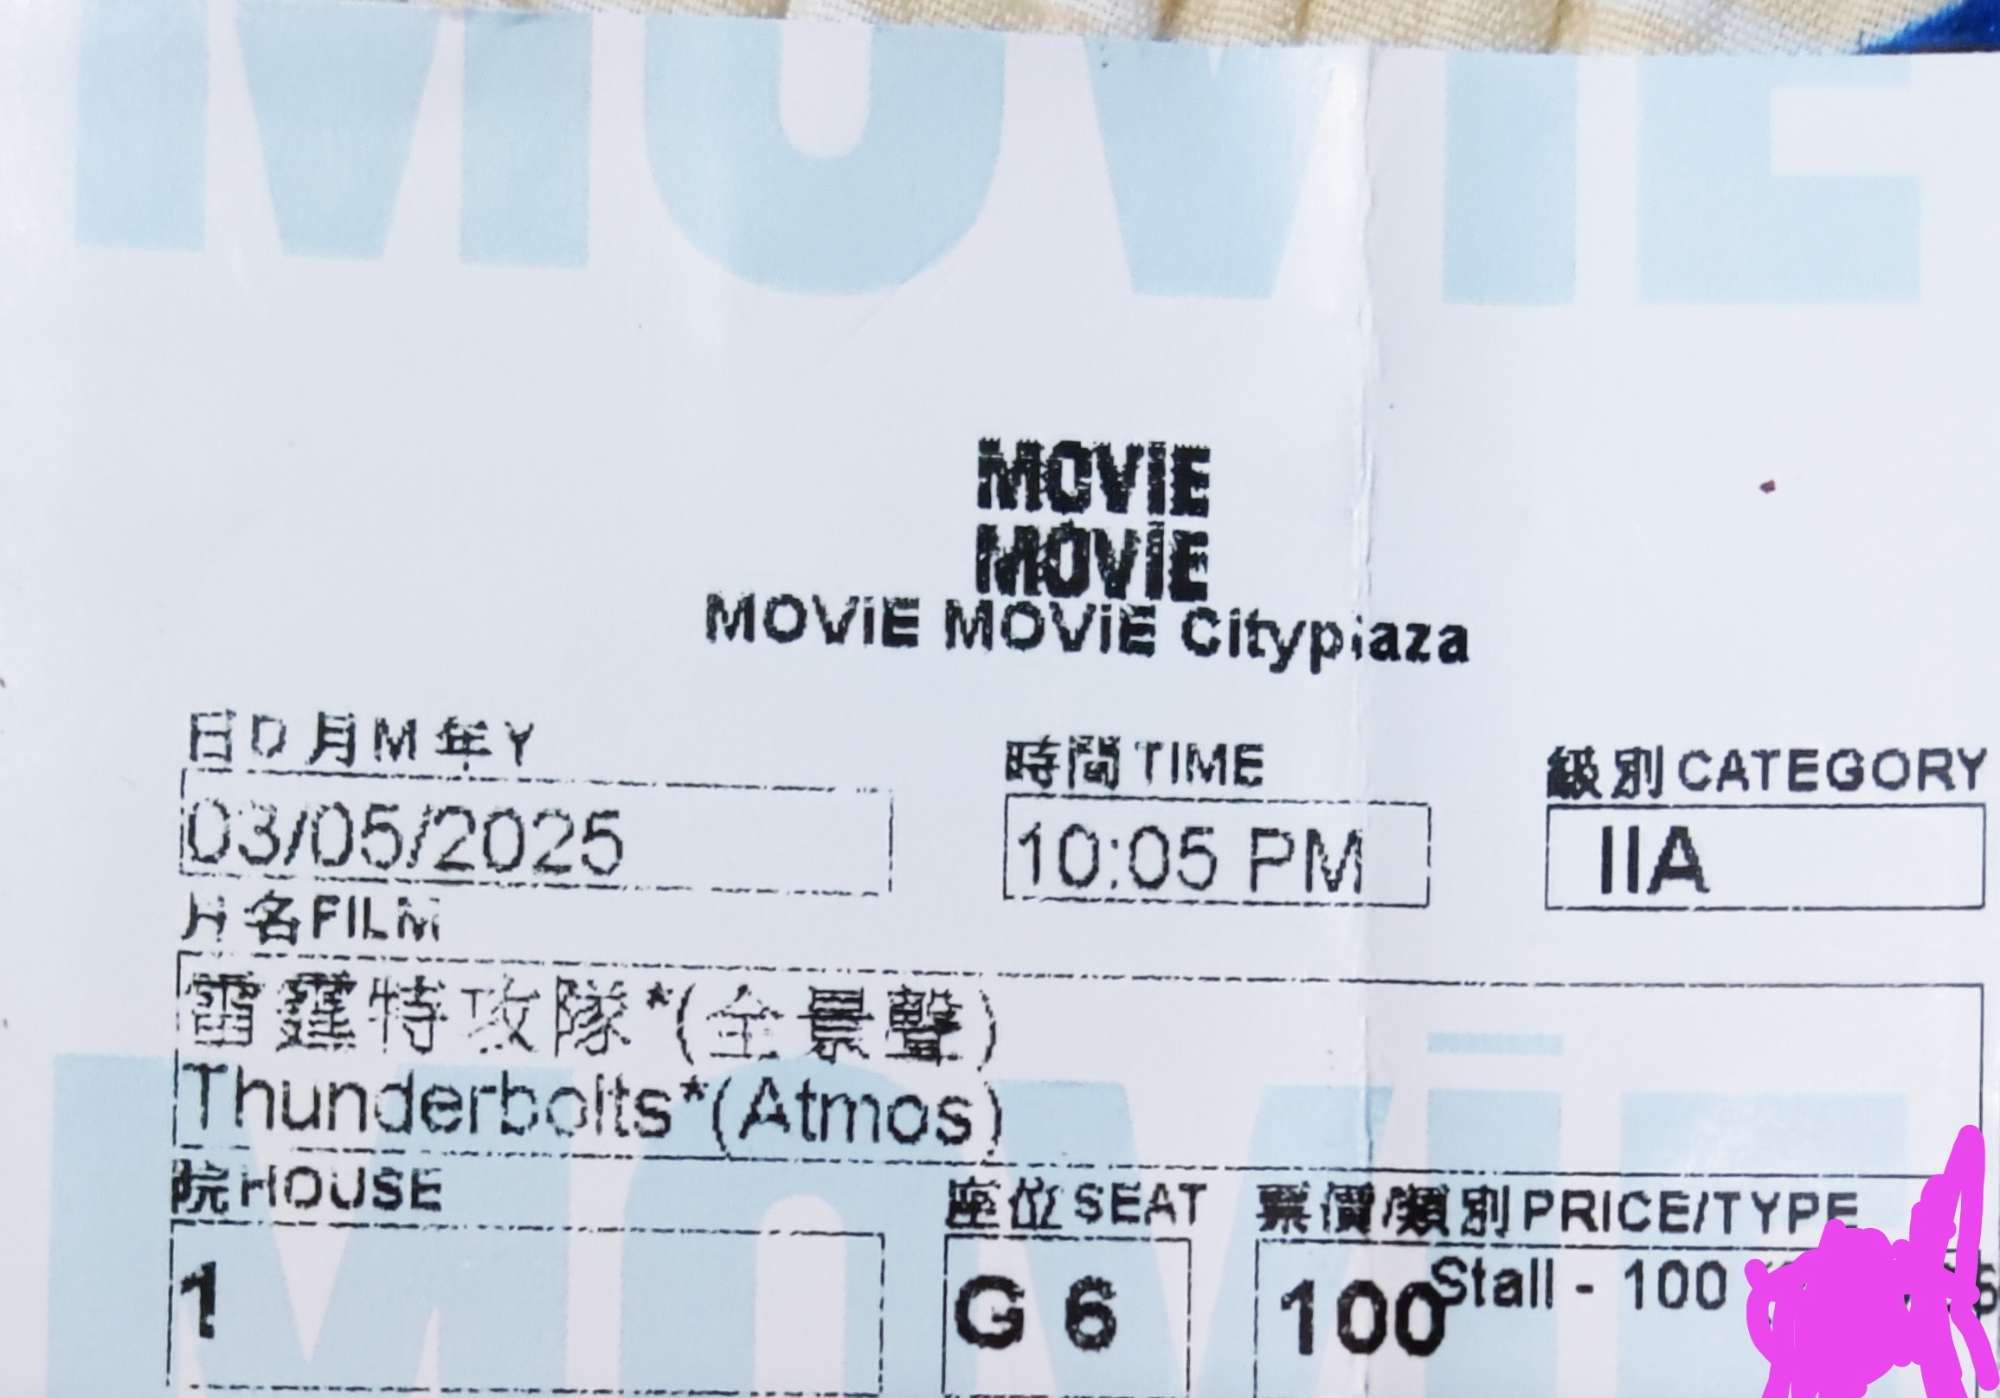 MOViE
MOViE
MOViE
MOViE MOViE Cityplaza
日D 月M 年Y
時間TIME
級別CATEGORY
03/05/2025
10:05 PM
IIA
片名FILM
雷霆特攻隊*(全景聲)
Thunderbolts*(Atmos)
院HOUSE
座位SEAT
票價/類別PRICE/TYPE
1
G 6
100
Stall - 100
MOViE